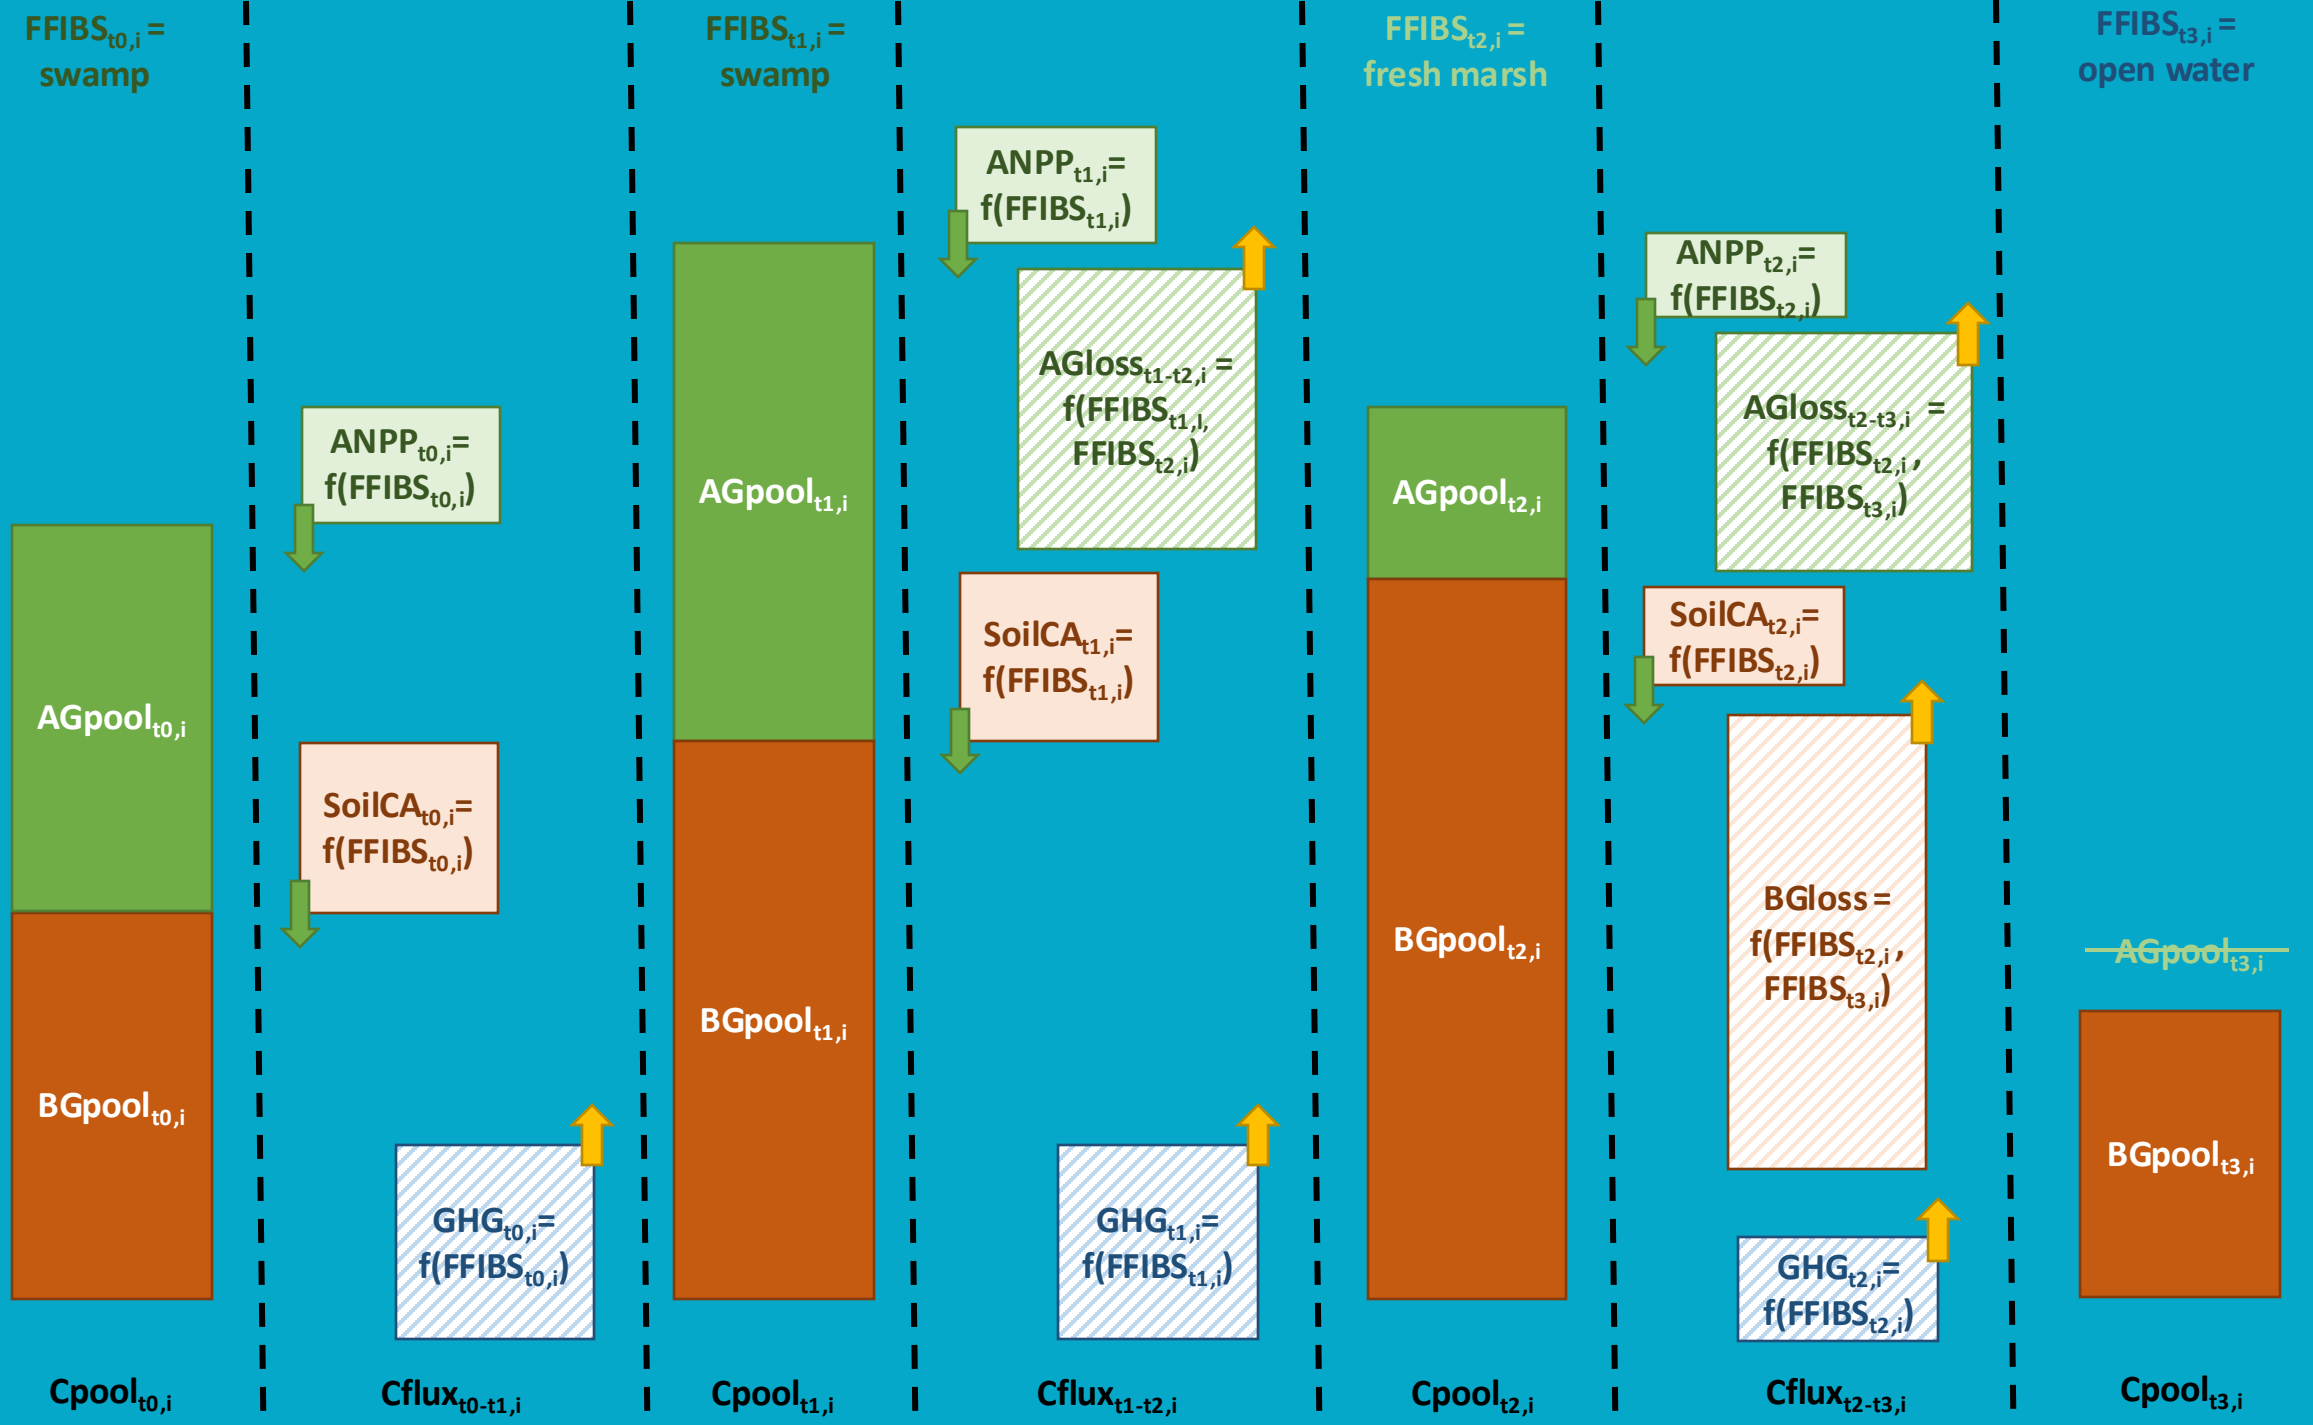 FFIBSt0,i =
swamp
ANPPt0,i=
f(FFIBSt0,i)
AGpoolt0,i
SoilCAt0,i=
f(FFIBSt0,i)
BGpoolt0,i
GHGt0,i=
f(FFIBSt0,i)
Cpoolt0,i
Cfluxt0-t1,i
FFIBSt1,i =
swamp
AGpoolt1,i
BGpoolt1,i
Cpoolt1,i
ANPPt1,i=
f(FFIBSt1,i)
AGlosst1-t2,i =
f(FFIBSt1,I,
FFIBSt2,i)
SoilCAt1,i=
f(FFIBSt1,i)
GHGt1,i=
f(FFIBSt1,i)
Cfluxt1-t2,i
FFIBSt2,i =
fresh marsh
AGpoolt2,i
BGpoolt2,i
Cpoolt2,i
ANPPt2,i=
f(FFIBSt2,i)
AGlosst2-t3,i =
f(FFIBSt2,i ,
FFIBSt3,i)
SoilCAt2,i=
f(FFIBSt2,i)
BGloss =
f(FFIBSt2,i ,
FFIBSt3,i)
GHGt2,i=
f(FFIBSt2,i)
Cfluxt2-t3,i
FFIBSt3,i =
open water
AGpoolt3,i
BGpoolt3,i
Cpoolt3,i